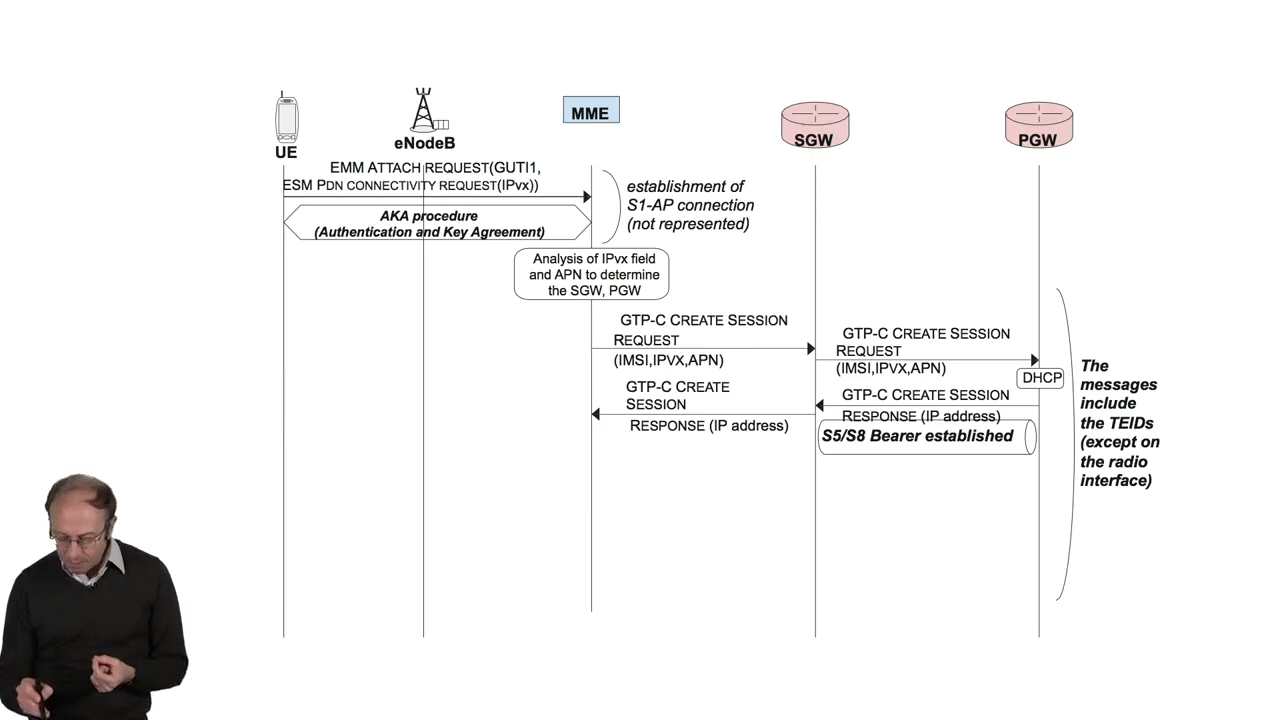 MME
SGW
PGW
eNodeB
UE
EMM ATTACH REQUEST(GUTI1,
ESM PDN CONNECTIVITY REQUEST(IPvx))
establishment of
S1-AP connection
(not represented)
AKA procedure
(Authentication and Key Agreement)
Analysis of IPvx field
and APN to determine
the SGW, PGW
GTP-C CREATE SESSION
REQUEST
(IMSI,IPVX,APN)
GTP-C CREATE SESSION
REQUEST
(IMSI,IPVX,APN)
DHCP
GTP-C CREATE SESSION
RESPONSE (IP address)
GTP-C CREATE
SESSION
RESPONSE (IP address)
S5/S8 Bearer established
The
messages
include
the TEIDs
(except on
the radio
interface)